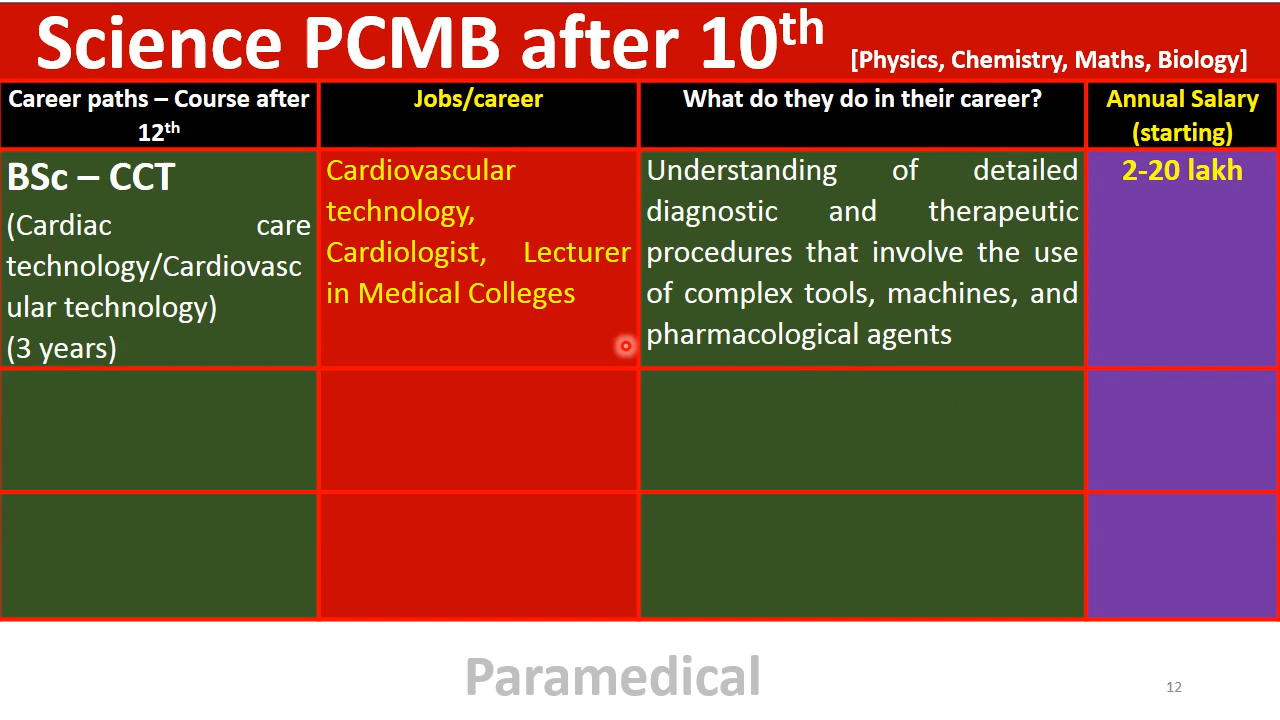 Science PCMB after 10th [Physics, Chemistry, Maths, Biology]
Career paths – Course after
12th
Jobs/career
What do they do in their career?
Annual Salary
(starting)
BSc – CCT
(Cardiac care
technology/Cardiovasc
ular technology)
(3 years)
Cardiovascular
technology,
Cardiologist, Lecturer
in Medical Colleges
Understanding of detailed
diagnostic and therapeutic
procedures that involve the use
of complex tools, machines, and
pharmacological agents
2-20 lakh
Paramedical
12